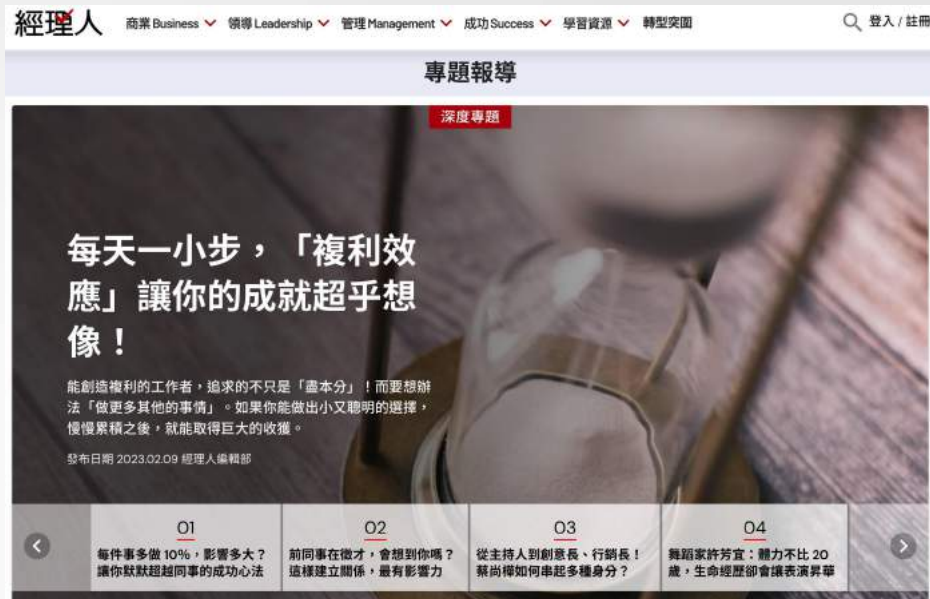 經理人
商業 Business
領導 Leadership
管理 Management
成功 Success
學習資源
轉型突圍
登入 / 註冊
專題報導
深度專題
每天一小步，「複利效
應」讓你的成就超乎想
像！
能創造複利的工作者，追求的不只是「盡本分」！而要想辦
法「做更多其他的事情」。如果你能做出小又聰明的選擇，
慢慢累積之後，就能取得巨大的收獲。
發布日期 2023.02.09 經理人編輯部
01
每件事多做 10%，影響多大？
讓你默默超越同事的成功心法
02
前同事在徵才，會想到你嗎？
這樣建立關係，最有影響力
03
從主持人到創意長、行銷長！
蔡尚樺如何串起多種身分？
04
舞蹈家許芳宜：體力不比 20
歲，生命經歷卻會讓表演昇華